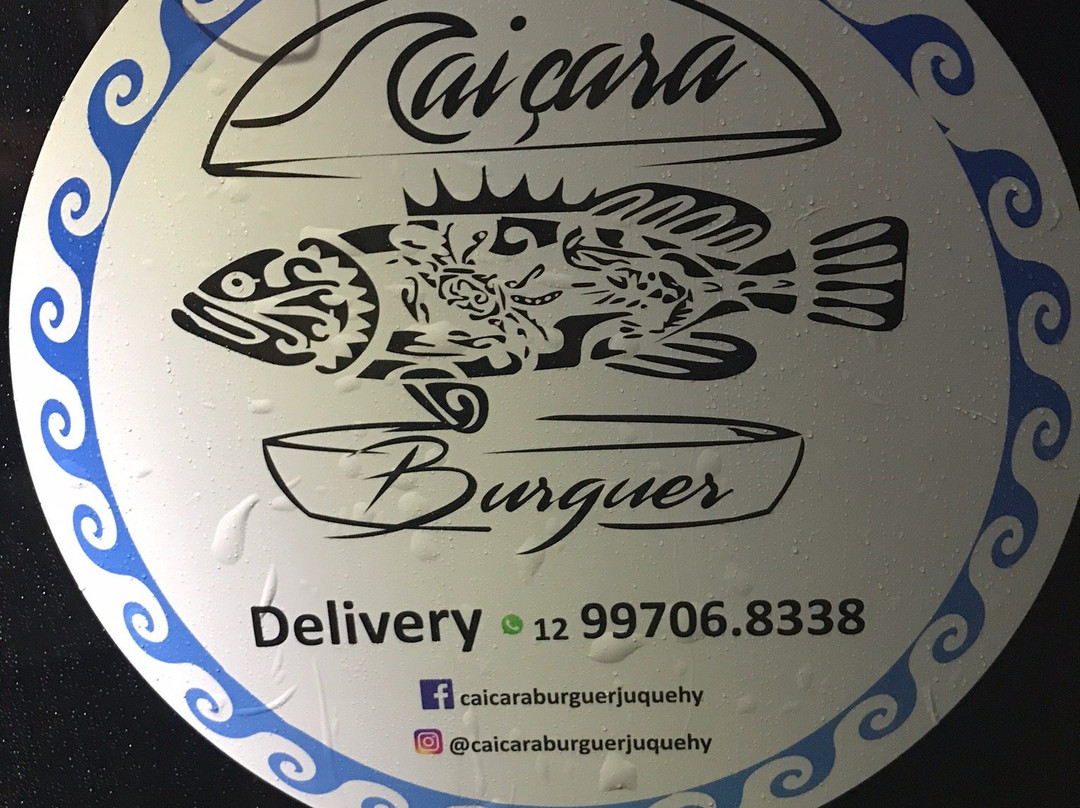 Caiçara
Burguer
Delivery 12 99706.8338
caicaraburguerjuquehy
@caicaraburguerjuquehy